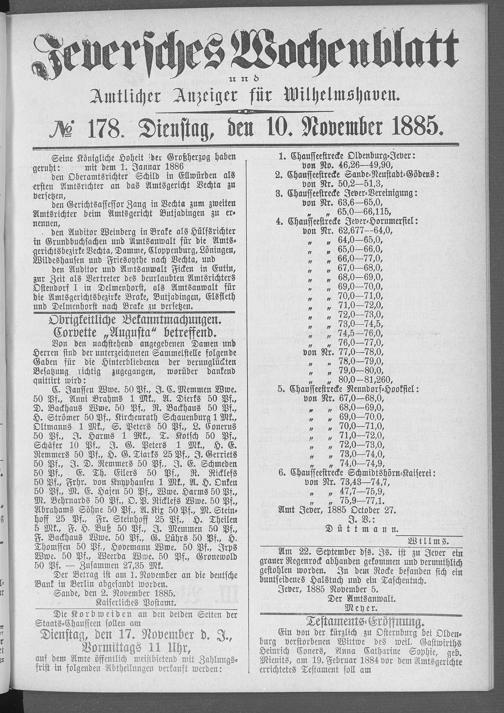 Jeversches Wochenblatt
und
Amtlicher Anzeiger für Wilhelmshaven.
№ 178. Dienstag, den 10. November 1885.
Seine Königliche Hoheit der Großherzog haben
geruht: mit dem 1. Januar 1886
den Oberamtsrichter Schild in Ellwürden als
ersten Amtsrichter an das Amtsgericht Vechta zu
versetzen,
den Gerichtsassessor Zang in Vechta zum zweiten
Amtsrichter beim Amtsgericht Butjadingen zu er-
nennen,
den Auditor Weinberg in Brake als Hülfsrichter
in Grundbuchsachen und Amtsanwalt für die Amts-
gerichtsbezirke Vechta, Damme, Cloppenburg, Löningen,
Wildeshausen und Friesoythe nach Vechta, und
den Auditor und Amtsanwalt Ficken in Eutin,
zur Zeit als Vertreter des beurlaubten Amtsrichters
Ostendorf I in Delmenhorst, als Amtsanwalt für
die Amtsgerichtsbezirke Brake, Butjadingen, Elsfleth
und Delmenhorst nach Brake zu versetzen.
Obrigkeitliche Bekanntmachungen.
Corvette „Augusta“ betreffend.
Von den nachstehend angegebenen Damen und
Herren sind der unterzeichneten Sammelstelle folgende
Gaben für die Hinterbliebenen der verunglückten
Besatzung richtig zugegangen, worüber dankend
quittirt wird:
C. Janssen Wwe. 50 Pf., J. C. Memmen Wwe.
50 Pf., Anni Brahms 1 Mk., A. Dierks 50 Pf.,
D. Backhaus Wwe. 50 Pf., R. Backhaus 50 Pf.,
H. Strömer 50 Pf., Kirchenrath Schauenburg 1 Mk.,
Oltmanns 1 Mk., S. Peters 50 Pf., L. Conerus
50 Pf., J. Harms 1 Mk., T. Kotsch 50 Pf.,
Schäfer 10 Pf., J. G. Peters 1 Mk., H. E.
Remmers 50 Pf., H. G. Tiarks 25 Pf., J. Gerriets
50 Pf., J. D. Remmers 50 Pf., J. E. Schmeden
50 Pf., E. Th. Eilers 50 Pf., R. Ricklefs
50 Pf., Frhr. von Knyphausen 1 Mk., A. H. Onken
50 Pf., M. E. Hajen 50 Pf., Wwe. Harms 50 Pf.,
M. Behrnards 50 Pf., O. P. Ricklefs Wwe. 50 Pf.,
Abrahams Söhne 50 Pf., A. Eig 50 Pf., M. Stein-
hoff 25 Pf., Fr. Steinhoff 25 Pf., H. Theilen
5 Mk., F. H. Buß 50 Pf., J. Memmen 50 Pf.,
F. Backhaus Wwe. 50 Pf., G. Lührs 50 Pf., H.
Thomssen 50 Pf., Hobemann Wwe. 50 Pf., Irps
Wwe. 50 Pf., Weerda Wwe. 50 Pf., Gronewold
50 Pf. — Zusammen 27,35 Mk.
Der Betrag ist am 1. November an die deutsche
Bank in Berlin abgesandt worden.
Sande, den 2. November 1885.
Kaiserliches Postamt.
Die Korbweiden an den beiden Seiten der
Staats-Chausseen sollen am
Dienstag, den 17. November d. J.,
Vormittags 11 Uhr,
auf dem Amte öffentlich meistbietend mit Zahlungs-
frist in folgenden Abtheilungen verkauft werden:
1. Chausseestrecke Oldenburg-Jever:
von No. 46,26—49,90,
2. Chausseestrecke Sande-Neustadt-Gödens:
von Nr. 50,2—51,3,
3. Chausseestrecke Jever-Vereinigung:
von Nr. 63,6—65,0,
„ „ 65,0—66,115,
4. Chausseestrecke Jever-Horumersiel:
von Nr. 62,677—64,0,
„ „ 64,0—65,0,
„ „ 65,0—66,0,
„ „ 66,0—77,0,
„ „ 67,0—68,0,
„ „ 68,0—69,0,
„ „ 69,0—70,0,
„ „ 70,0—71,0,
„ „ 71,0—72,0,
„ „ 72,0—73,0,
„ „ 73,0—74,5,
„ „ 74,5—76,0,
„ „ 76,0—77,0,
von Nr. 77,0—78,0,
„ „ 78,0—79,0,
„ „ 79,0—80,0,
„ „ 80,0—81,260,
5. Chausseestrecke Renndorf-Hooksiel:
von Nr. 67,0—68,0,
„ „ 68,0—69,0,
„ „ 69,0—70,0,
„ „ 70,0—71,0,
„ „ 71,0—72,0,
„ „ 72,0—73,0,
„ „ 73,0—74,0,
„ „ 74,0—74,9,
6. Chausseestrecke Schmidtshörn-Kaiserei:
von Nr. 73,43—74,7,
„ „ 47,7—75,9,
„ „ 75,9—77,1.
Amt Jever, 1885 October 27.
J. V.:
Düttmann.
Willms.
Am 22. September ds. Js. ist zu Jever ein
grauer Regenrock abhanden gekommen und vermuthlich
gestohlen worden. In dem Rocke befanden sich ein
buntseidenes Halstuch und ein Taschentuch.
Jever, 1885 November 5.
Der Amtsanwalt.
Meyer.
Testaments-Eröffnung.
Ein von der kürzlich zu Osternburg bei Olden-
burg verstorbenen Wittwe des weil. Gastwirths
Heinrich Coners, Anna Catharine Sophie, geb.
Mienits, am 19. Februar 1884 vor dem Amtsgerichte
errichtetes Testament soll am